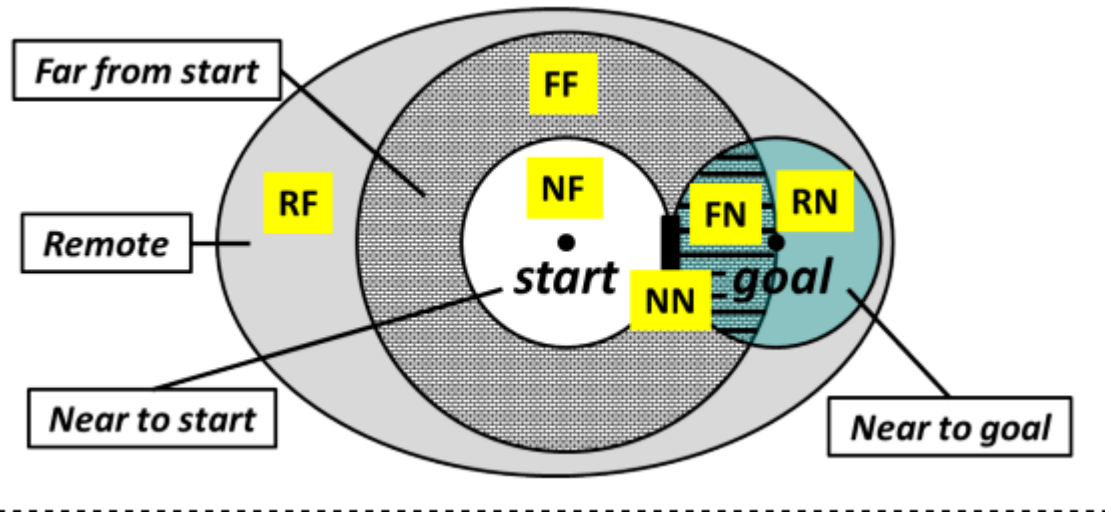 Far from start
FF
NF
RF
FN
RN
Remote
start
goal
NN
Near to start
Near to goal